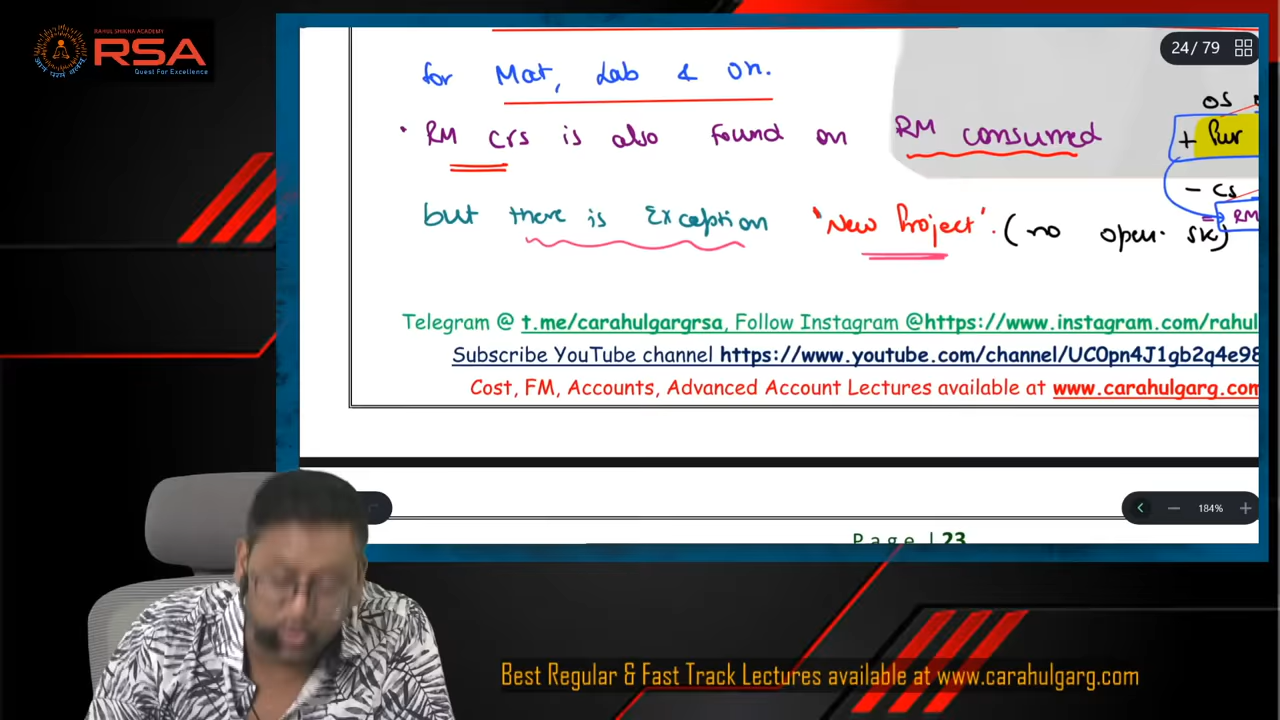 RAHUL SHIKHA ACADEMY
RSA
Quest For Excellence
24 / 79
for Mat, Lab & OH.
OS
RM Crs is also found on RM consumed
+ Pur
- CS
= RM
but there is Exception 'New Project'. (no open. sk)
Telegram @ t.me/carahulgargrsa, Follow Instagram @https://www.instagram.com/rahul
Subscribe YouTube channel https://www.youtube.com/channel/UC0pn4J1gb2q4e98
Cost, FM, Accounts, Advanced Account Lectures available at www.carahulgarg.com
184%
Page | 23
Best Regular & Fast Track Lectures available at www.carahulgarg.com